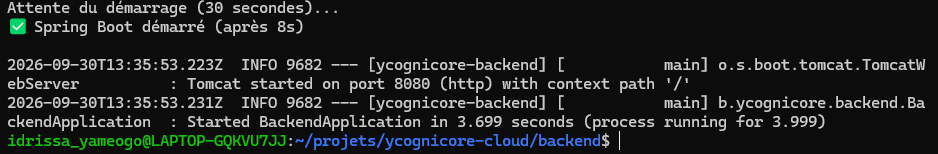 Attente du démarrage (30 secondes)...
✅ Spring Boot démarré (après 8s)
2026-09-30T13:35:53.223Z  INFO 9682 --- [ycognicore-backend] [           main] o.s.boot.tomcat.TomcatW
ebServer         : Tomcat started on port 8080 (http) with context path '/'
2026-09-30T13:35:53.231Z  INFO 9682 --- [ycognicore-backend] [           main] b.ycognicore.backend.Ba
ckendApplication  : Started BackendApplication in 3.699 seconds (process running for 3.999)
idrissa_yameogo@LAPTOP-GQKVU7JJ:~/projets/ycognicore-cloud/backend$